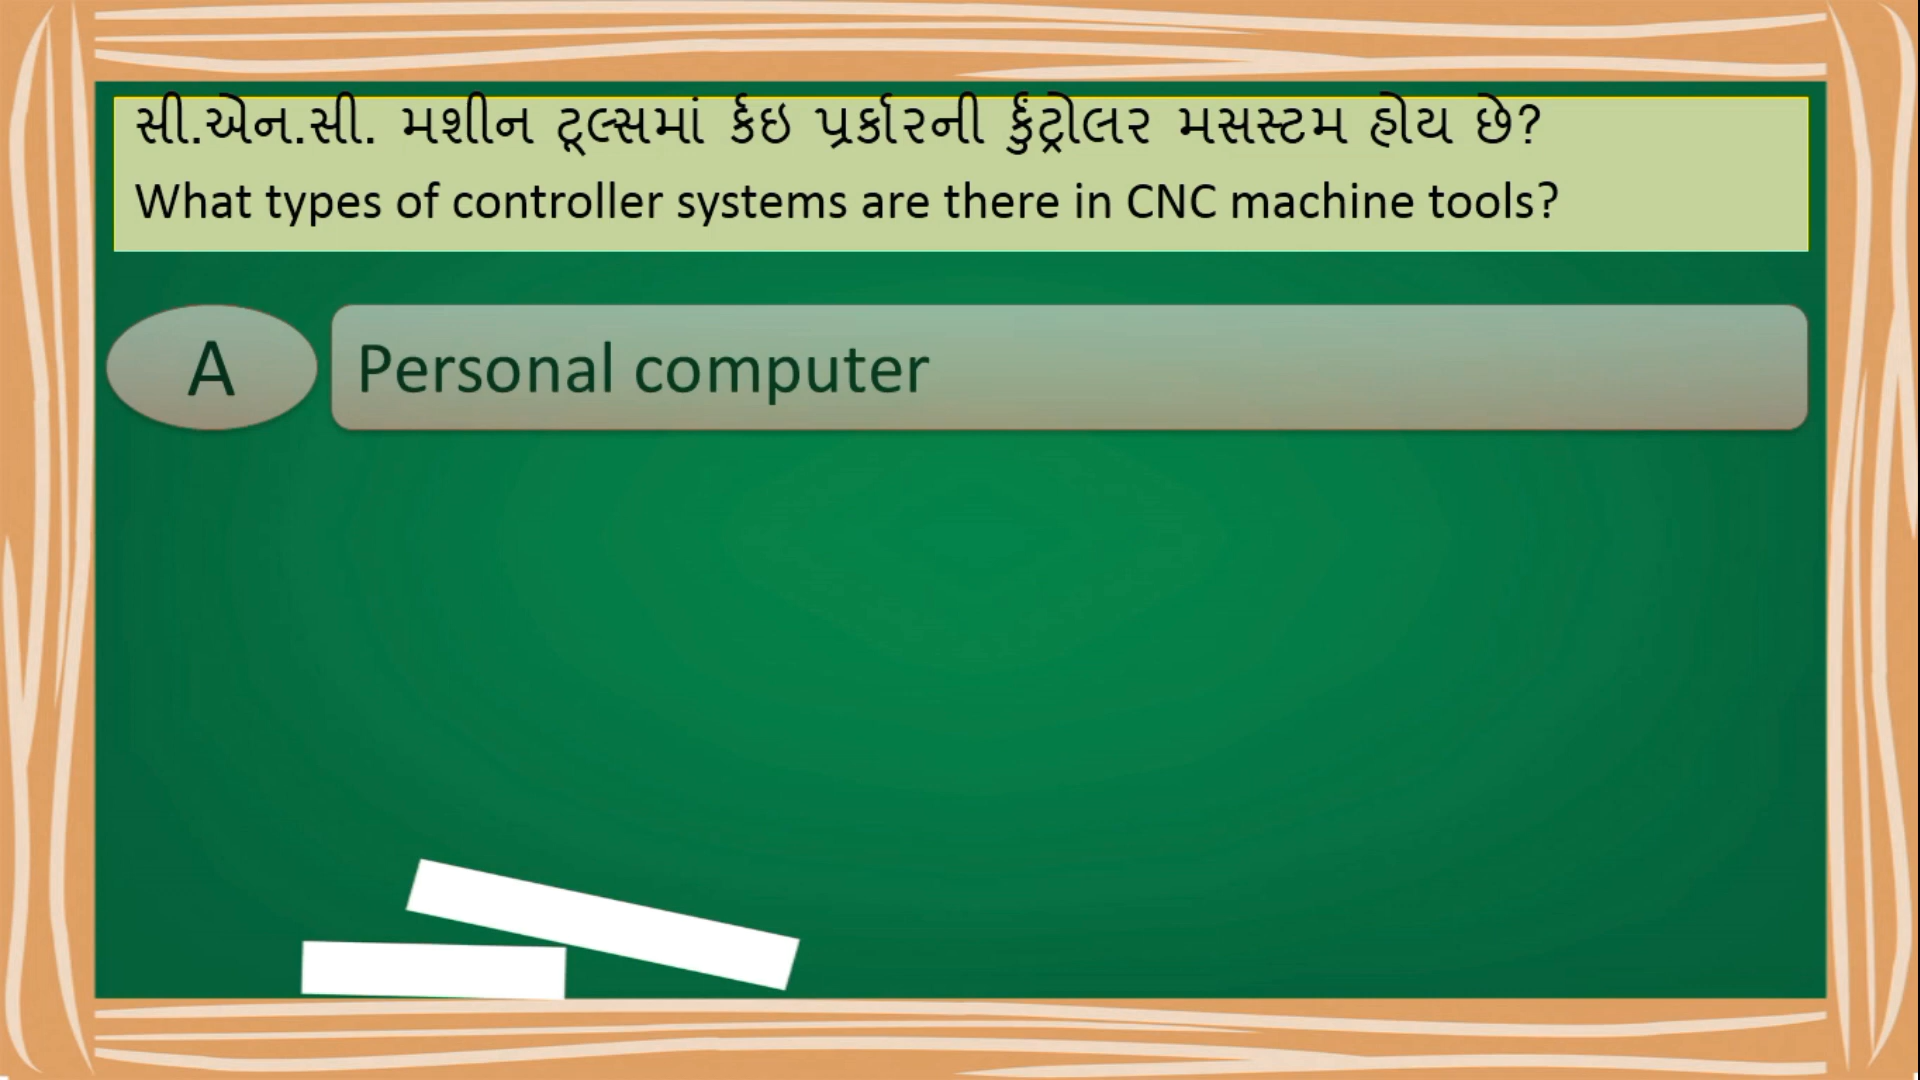 સી.એન.સી. મશીન ટૂલ્સમાં કંઇ પ્રકારની કુંટ્રોલર મસસ્ટમ હોય છે?
What types of controller systems are there in CNC machine tools?
A
Personal computer